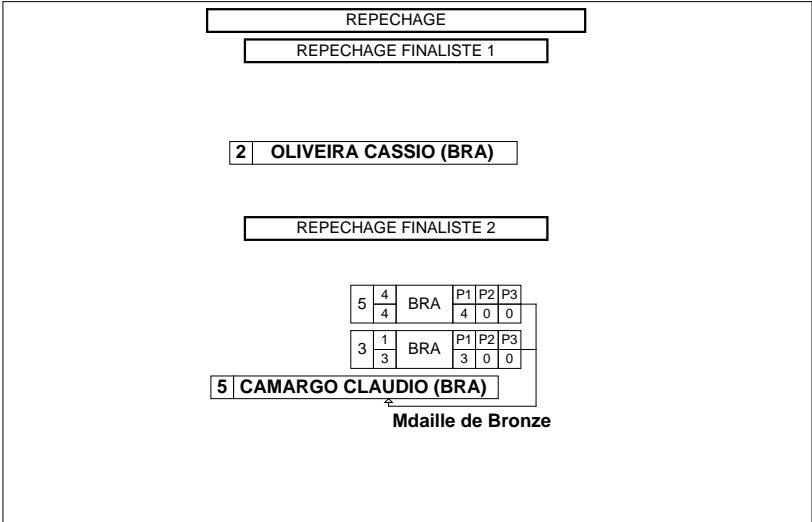 REPECHAGE
REPECHAGE FINALISTE 1
2 OLIVEIRA CASSIO (BRA)
REPECHAGE FINALISTE 2
5 4 BRA P1 P2 P3
4 4 0 0
3 1 BRA P1 P2 P3
3 3 0 0
5 CAMARGO CLAUDIO (BRA)
Mdaille de Bronze